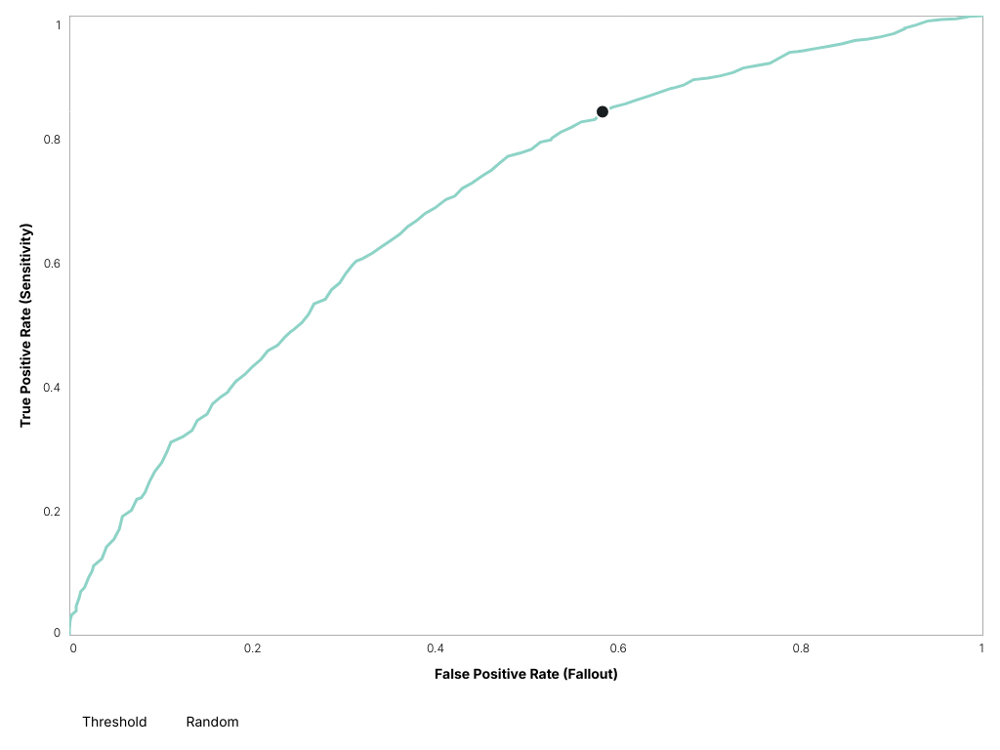 1
0.8
0.6
0.4
0.2
0
True Positive Rate (Sensitivity)
0 0.2 0.4 0.6 0.8 1
False Positive Rate (Fallout)
Threshold Random